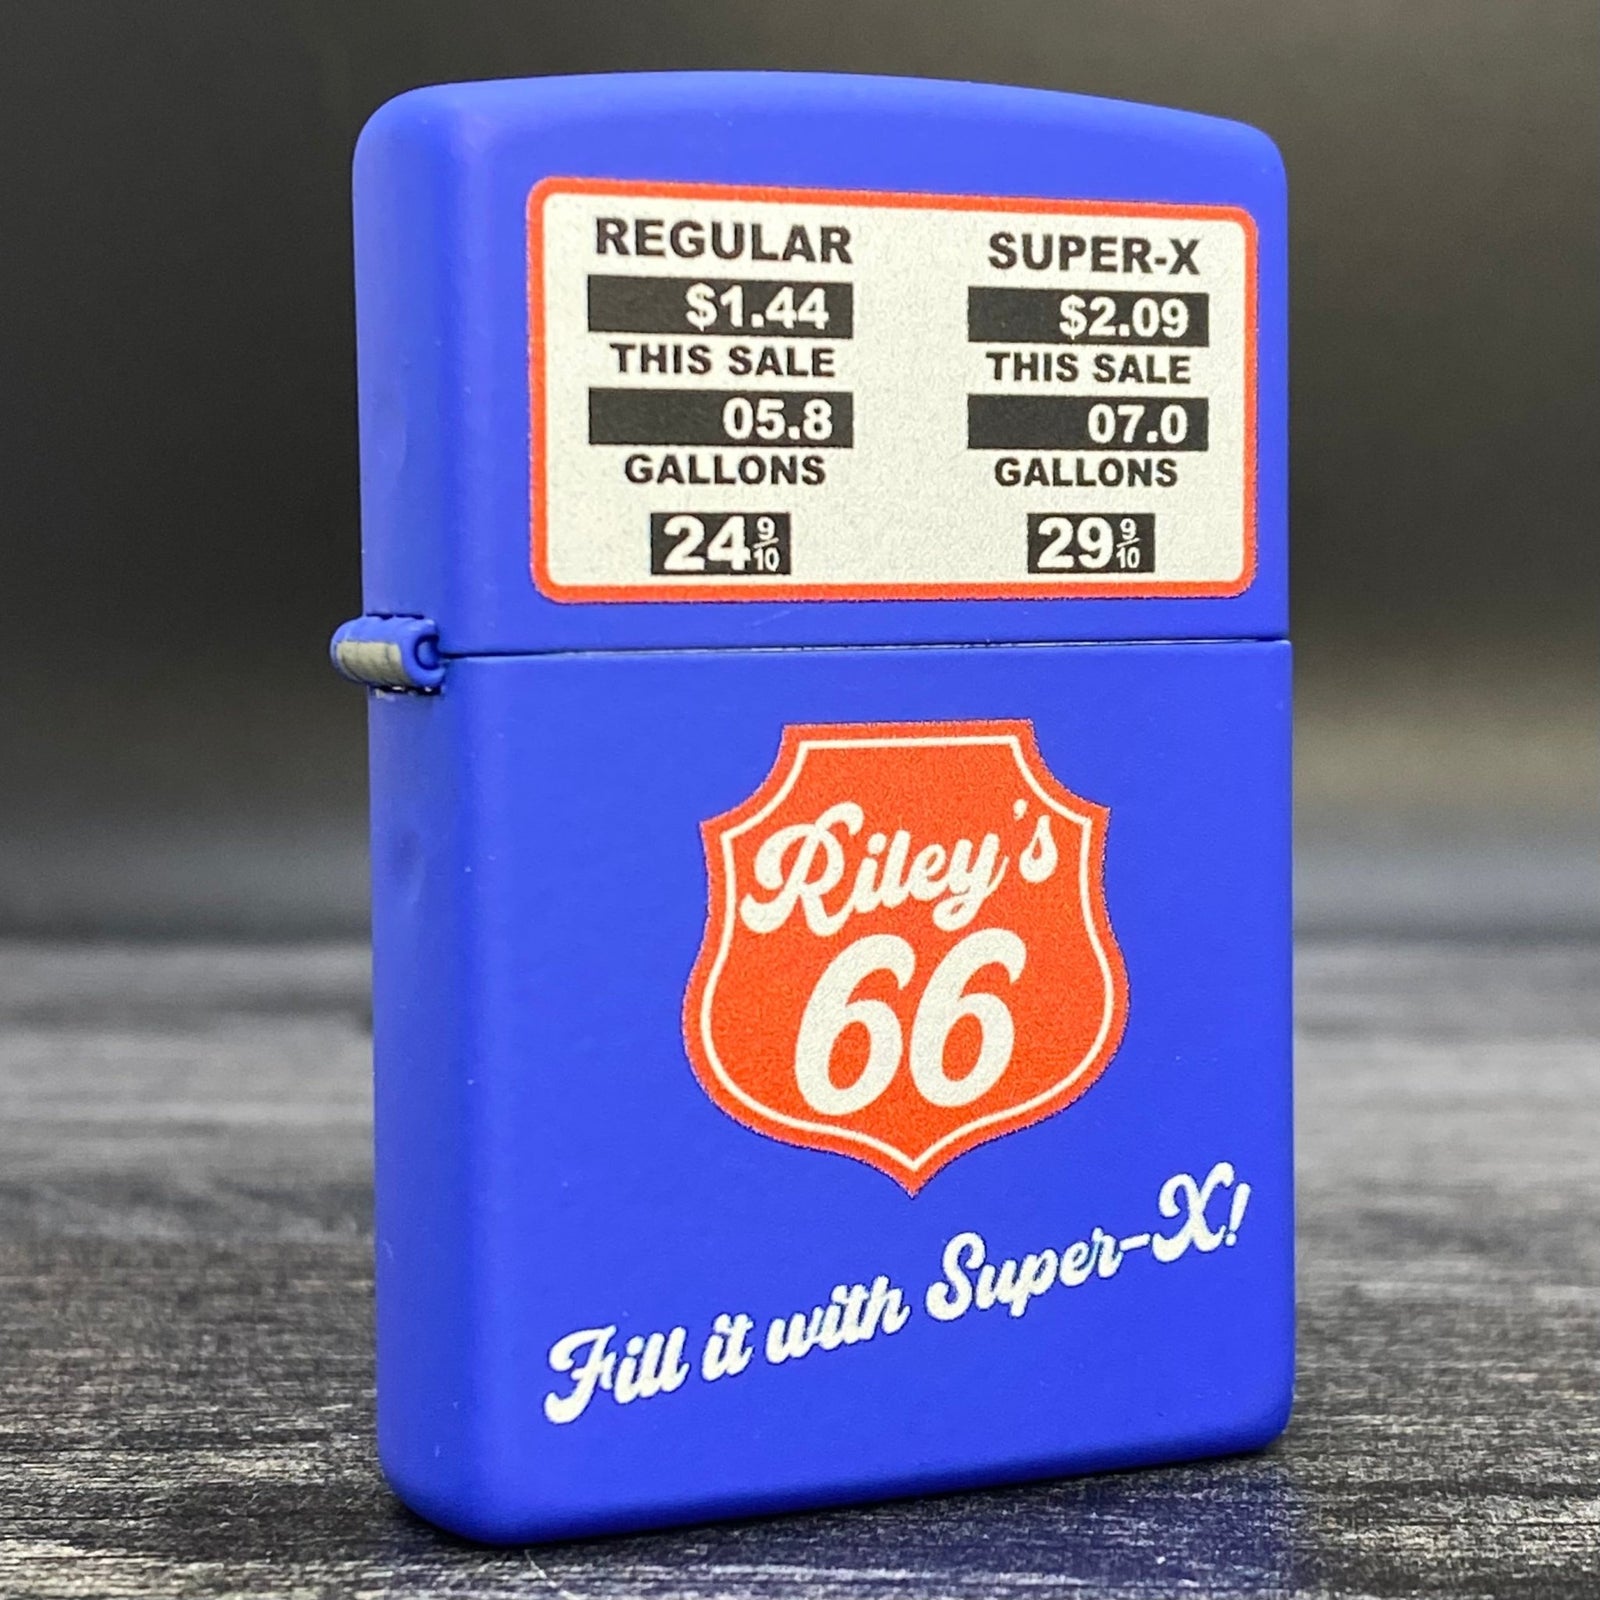 REGULAR
$1.44
THIS SALE
05.8
GALLONS
24 9/10
SUPER-X
$2.09
THIS SALE
07.0
GALLONS
29 9/10
Riley's
66
Fill it with Super-X!